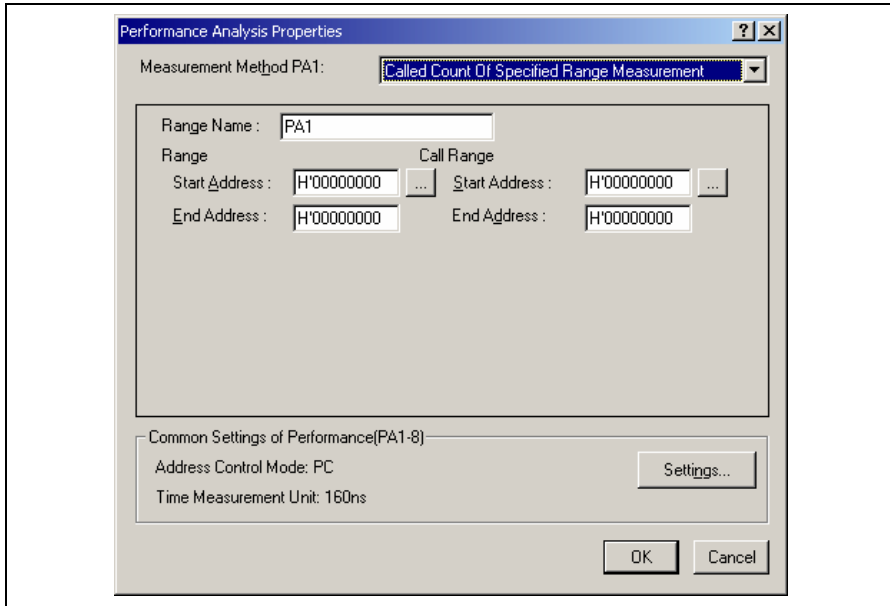 Performance Analysis Properties
Measurement Method PA1: Called Count Of Specified Range Measurement
Range Name : PA1
Range Call Range
Start Address : H'00000000 ... Start Address : H'00000000 ...
End Address : H'00000000 End Address : H'00000000
Common Settings of Performance(PA1-8)
Address Control Mode: PC
Settings...
Time Measurement Unit: 160ns
OK Cancel